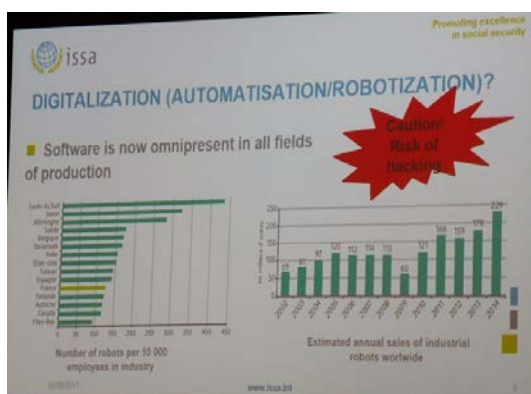 Promoting excellence
in social security
issa
DIGITALIZATION (AUTOMATISATION/ROBOTIZATION)?
Software is now omnipresent in all fields
of production
Caution!
Risk of
hacking
Corée du Sud
Japon
Allemagne
Suède
Belgique
Danemark
Italie
États-Unis
Taïwan
Espagne
France
Finlande
Autriche
Canada
Pays-Bas
0 50 100 150 200 250 300 350 400 450
Number of robots per 10 000
employees in industry
250
200
150
100
50
0
81 97 120 112 114 113 60 121 166 159 178 229
2002 2003 2004 2005 2006 2007 2008 2009 2010 2011 2012 2013 2014
Estimated annual sales of industrial
robots worlwide
www.issa.int